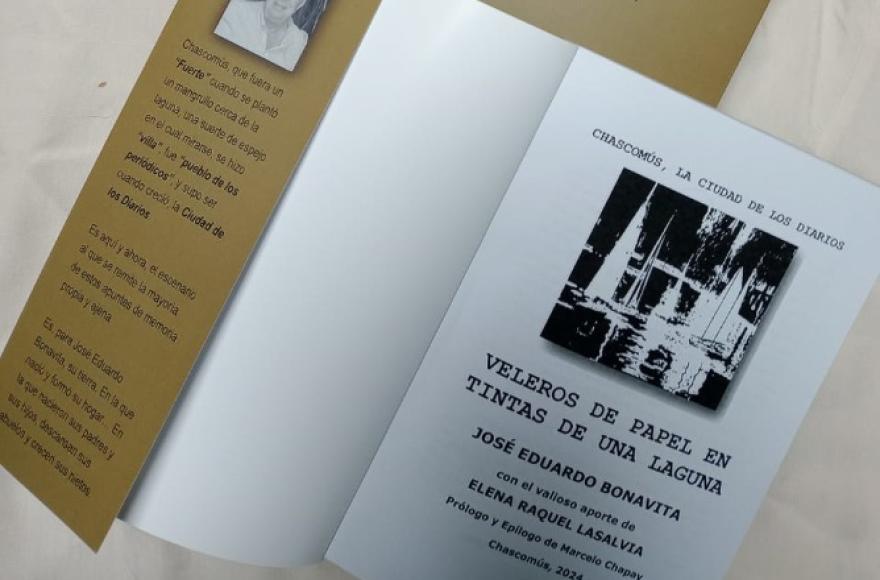 Chascomús, que fuera un
"Fuerte" cuando se plantó
un mangrullo cerca de la
laguna, una suerte de espejo
en el cual mirarse, se hizo
"villa", fue "pueblo de los
periódicos", y supo ser
cuando creció, la Ciudad de
los Diarios.
Es aquí y ahora, el escenario
al que se remite la mayoría
de estos apuntes de memoria
propia y ajena.
Es, para José Eduardo
Bonavita, su tierra. En la que
nació y formó su hogar... En
la que nacieron sus padres y
sus hijos, descansan sus
abuelos y crecen sus nietos.
CHASCOMÚS, LA CIUDAD DE LOS DIARIOS
VELEROS DE PAPEL EN
TINTAS DE UNA LAGUNA
JOSÉ EDUARDO BONAVITA
con el valioso aporte de
ELENA RAQUEL LASALVIA
Prólogo y Epílogo de Marcelo Chapay
Chascomús, 2024